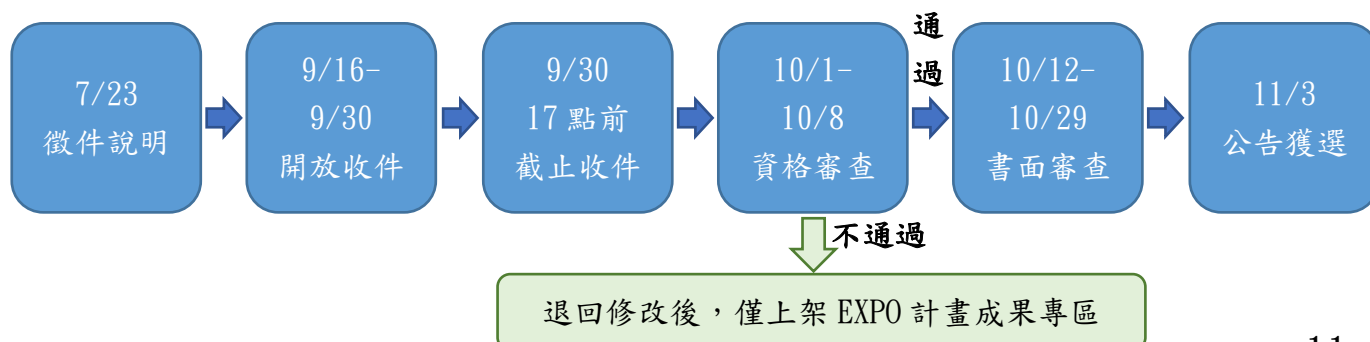 7/23
徵件說明
9/16-
9/30
開放收件
9/30
17 點前
截止收件
10/1-
10/8
資格審查
通
過
10/12-
10/29
書面審查
11/3
公告獲選
不通過
退回修改後，僅上架 EXPO 計畫成果專區